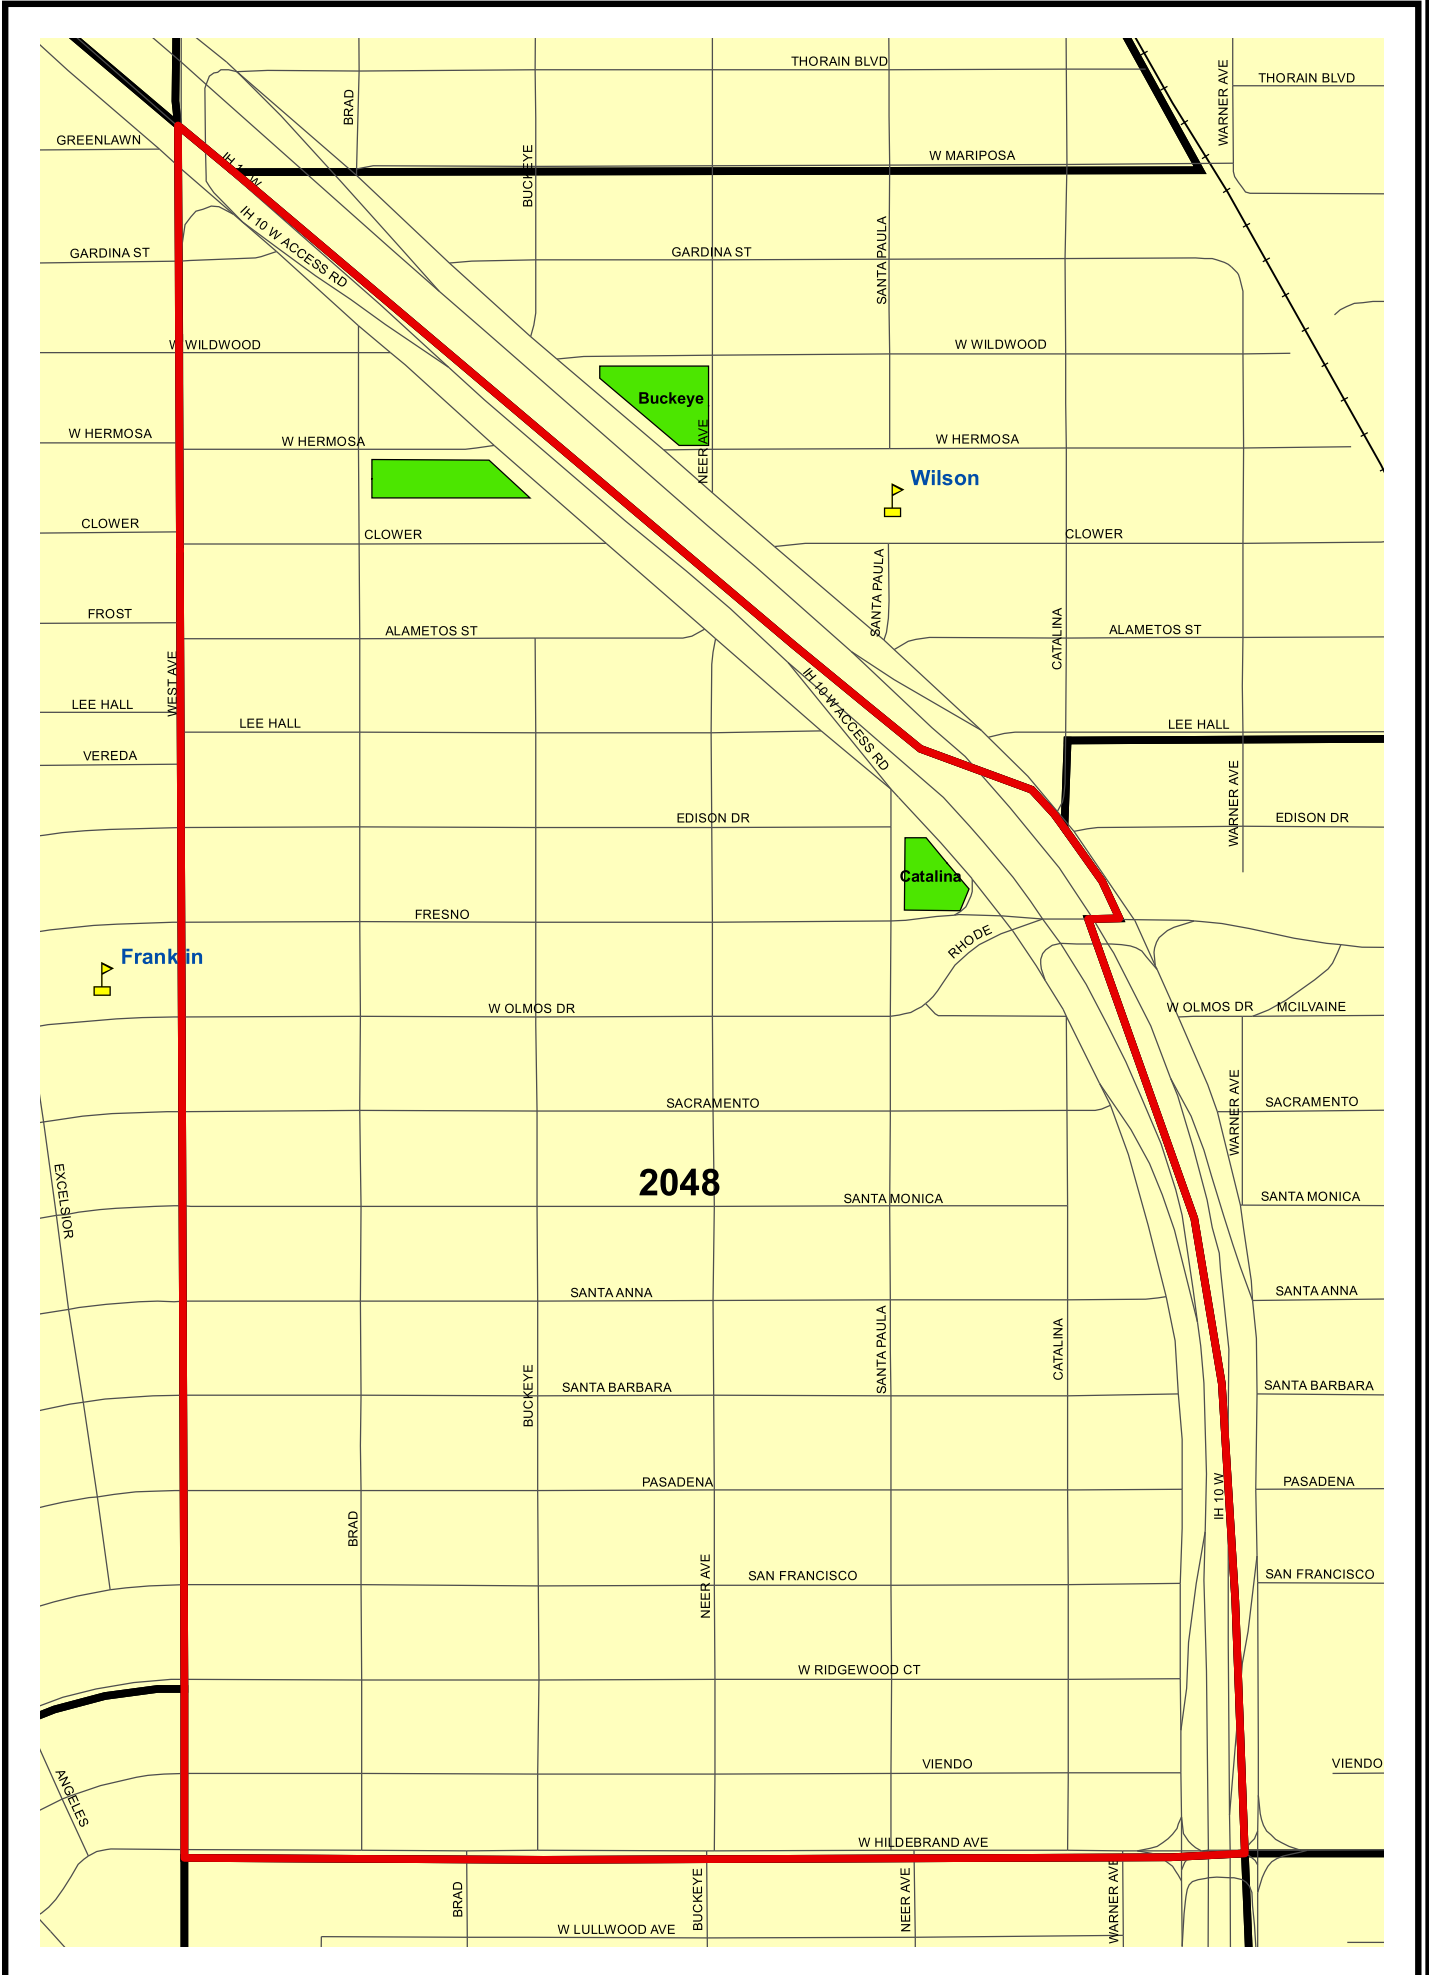 THORAIN BLVD
THORAIN BLVD
BRAD
WARNER AVE
GREENLAWN
W MARIPOSA
BUCKEYE
IH 10 W ACCESS RD
SANTA PAULA
GARDINA ST
GARDINA ST
W WILDWOOD
W WILDWOOD
Buckeye
W HERMOSA
W HERMOSA
W HERMOSA
NEER AVE
Wilson
CLOWER
CLOWER
CLOWER
SANTA PAULA
FROST
ALAMETOS ST
ALAMETOS ST
CATALINA
WEST AVE
LEE HALL
LEE HALL
LEE HALL
IH 10 W ACCESS RD
VEREDA
WARNER AVE
EDISON DR
EDISON DR
Catalina
FRESNO
RHODE
Franklin
W OLMOS DR
W OLMOS DR
MCILVAINE
SACRAMENTO
SACRAMENTO
WARNER AVE
2048
EXCELSIOR
SANTA MONICA
SANTA MONICA
SANTA ANNA
SANTA ANNA
SANTA PAULA
CATALINA
BUCKEYE
SANTA BARBARA
SANTA BARBARA
PASADENA
PASADENA
IH 10 W
BRAD
NEER AVE
SAN FRANCISCO
SAN FRANCISCO
W RIDGEWOOD CT
VIENDO
VIENDO
ANGELES
W HILDEBRAND AVE
BRAD
BUCKEYE
NEER AVE
WARNER AVE
W LULLWOOD AVE